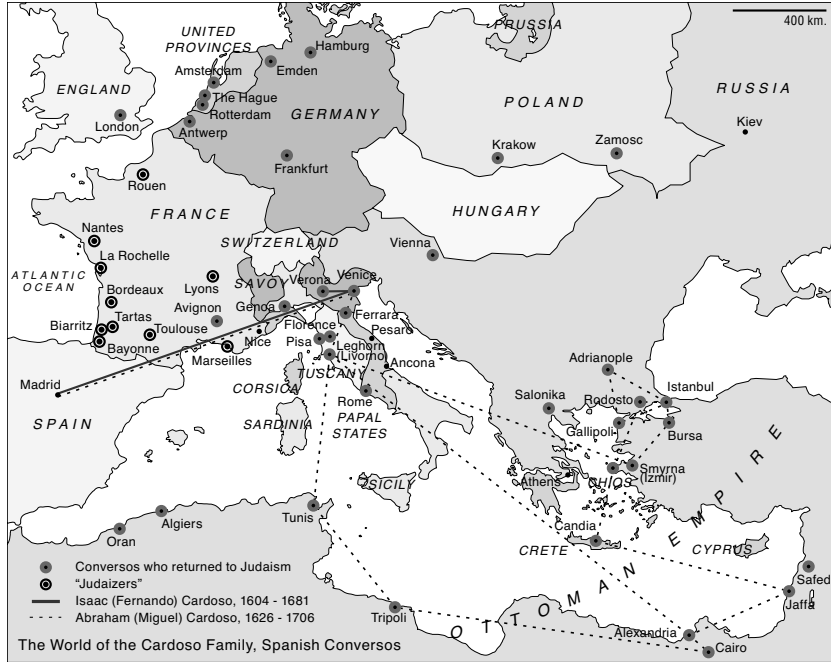 PRUSSIA
400 km.
UNITED
PROVINCES
Hamburg
Emden
Amsterdam
ENGLAND
The Hague
Rotterdam
GERMANY
POLAND
RUSSIA
London
Antwerp
Kiev
Krakow
Zamosc
Frankfurt
Rouen
FRANCE
HUNGARY
Nantes
SWITZERLAND
Vienna
La Rochelle
ATLANTIC
OCEAN
Lyons
SAVOY
Verona
Venice
Bordeaux
Avignon
Genoa
Tartas
Ferrara
Biarritz
Toulouse
Florence
Pesaro
Bayonne
Nice
Pisa
Leghorn
(Livorno)
Marseilles
Ancona
Adrianople
TUSCANY
Madrid
CORSICA
Rome
Salonika
Rodosto
Istanbul
SPAIN
SARDINIA
PAPAL
STATES
Gallipoli
Bursa
Smyrna
(Izmir)
Athens
CHIOS
SICILY
Tunis
Algiers
Oran
Candia
CRETE
CYPRUS
OTTOMAN EMPIRE
Safed
Jaffa
Tripoli
Alexandria
Cairo
Conversos who returned to Judaism
“Judaizers”
Isaac (Fernando) Cardoso, 1604 - 1681
Abraham (Miguel) Cardoso, 1626 - 1706
The World of the Cardoso Family, Spanish Conversos